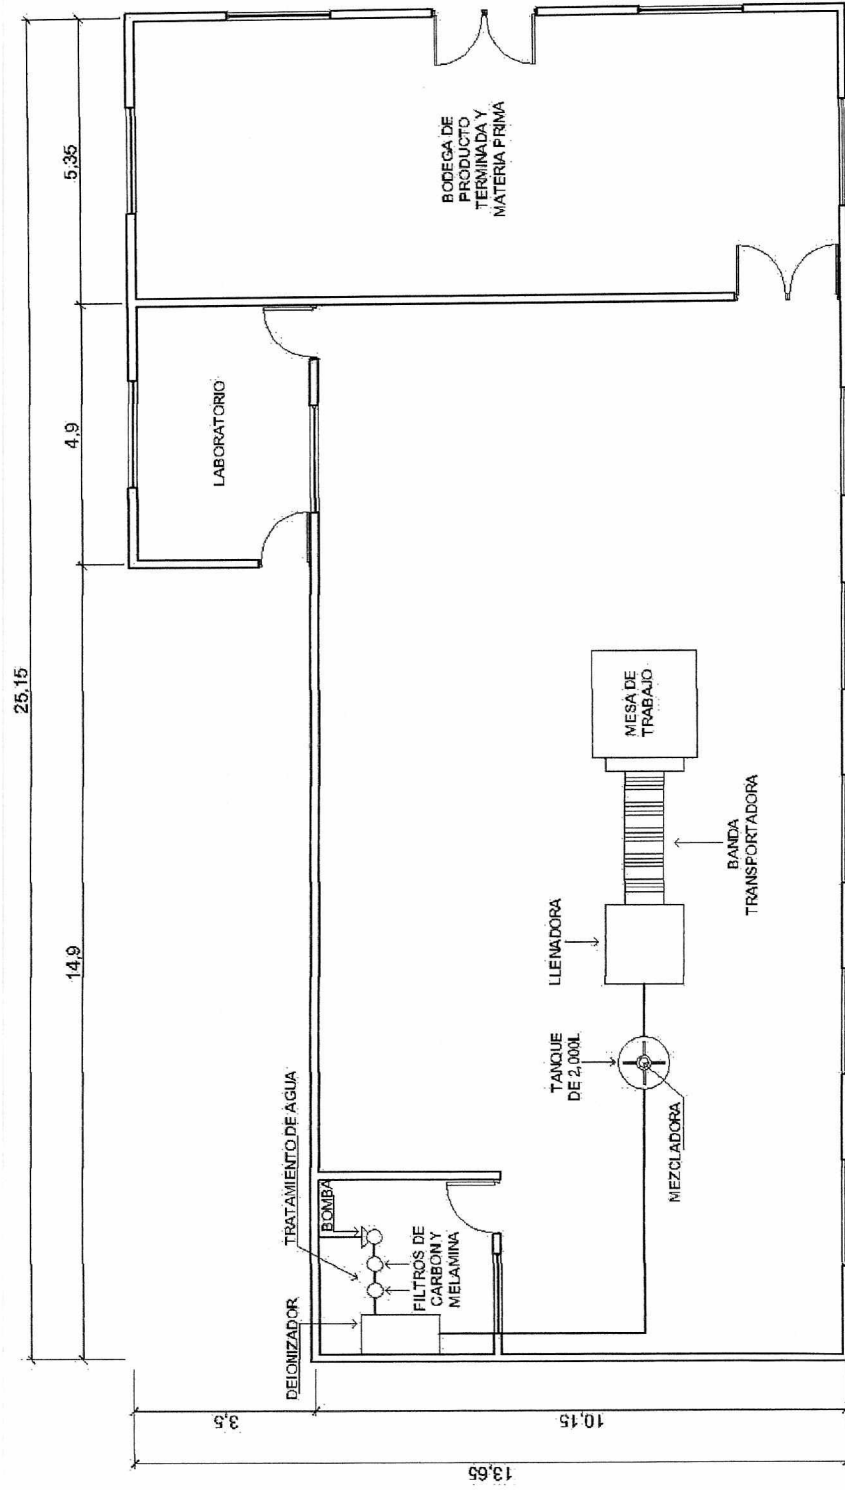 25,15
14,9
4,9
5,35
3,5
10,15
13,65
LABORATORIO
BODEGA DE
PRODUCTO
TERMINADA Y
MATERIA PRIMA
DEIONIZADOR
TRATAMIENTO DE AGUA
BOMBA
FILTROS DE
CARBON Y
MELAMINA
TANQUE
DE 2,000L
MEZCLADORA
LLENADORA
BANDA
TRANSPORTADORA
MESA DE
TRABAJO